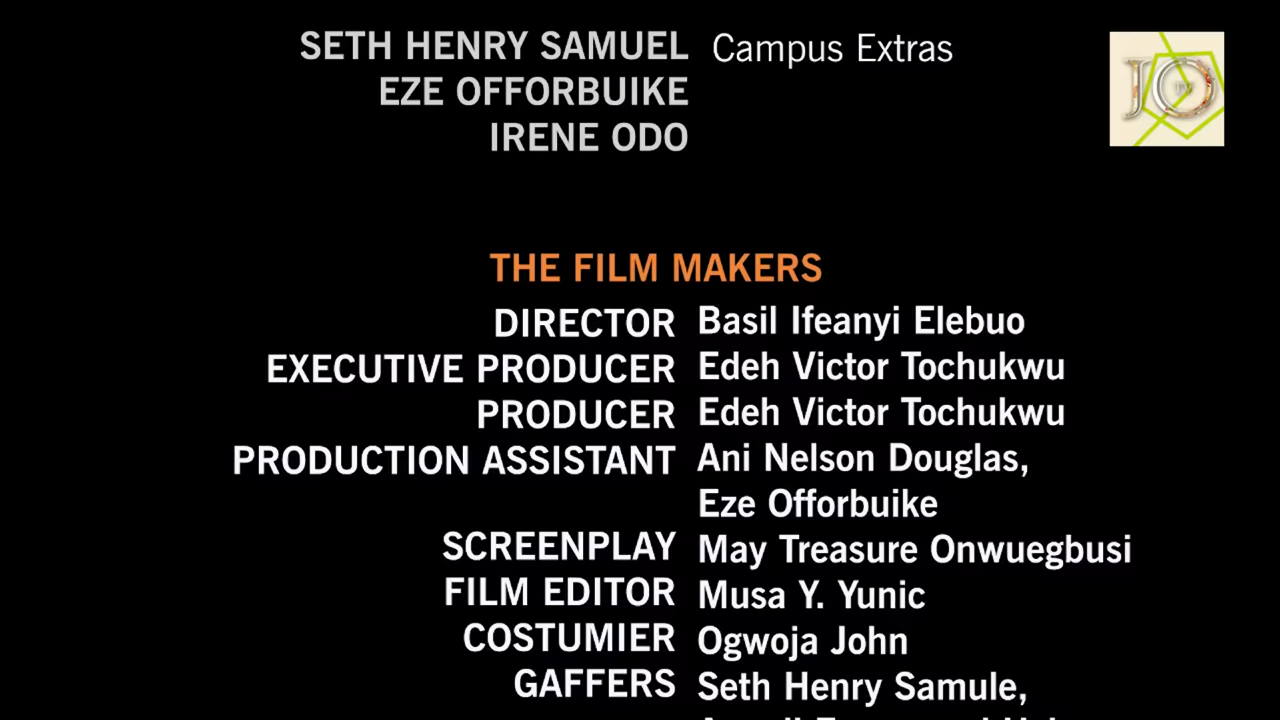 SETH HENRY SAMUEL Campus Extras
EZE OFFORBUIKE
IRENE ODO
JO
THE FILM MAKERS
DIRECTOR Basil Ifeanyi Elebuo
EXECUTIVE PRODUCER Edeh Victor Tochukwu
PRODUCER Edeh Victor Tochukwu
PRODUCTION ASSISTANT Ani Nelson Douglas,
Eze Offorbuike
SCREENPLAY May Treasure Onwuegbusi
FILM EDITOR Musa Y. Yunic
COSTUMIER Ogwoja John
GAFFERS Seth Henry Samule,